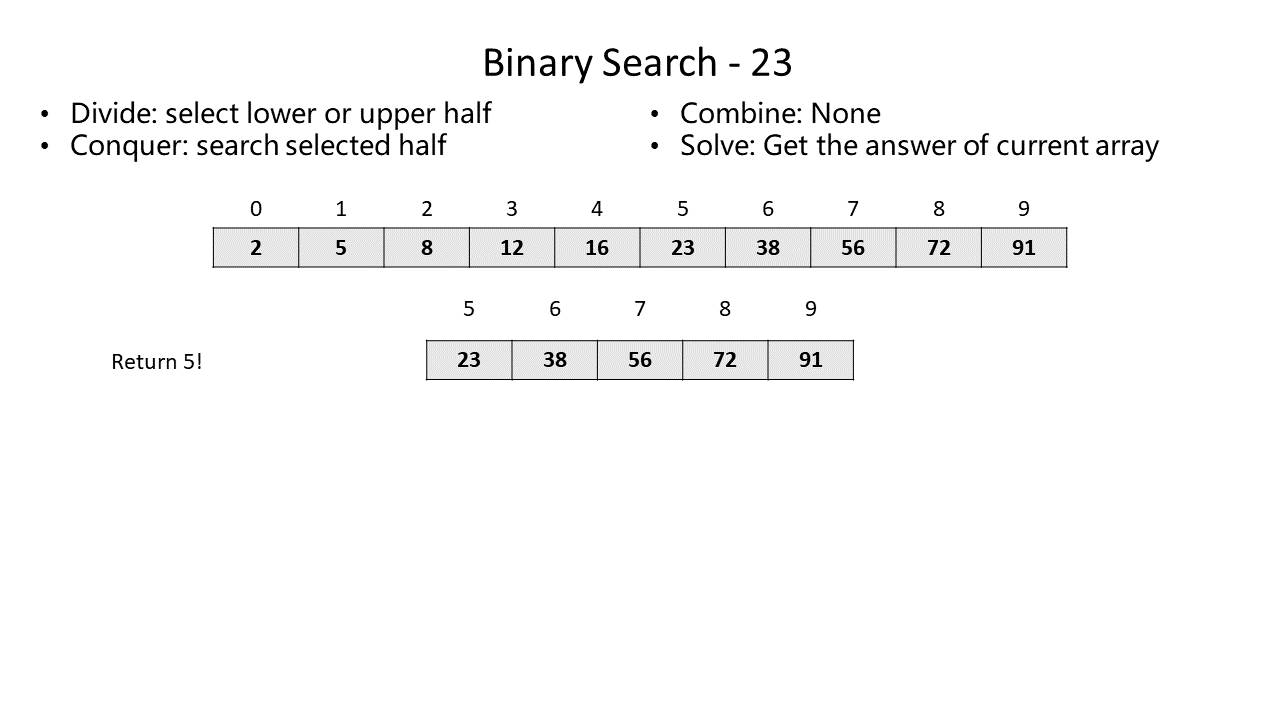 Binary Search - 23
• Divide: select lower or upper half
• Conquer: search selected half
• Combine: None
• Solve: Get the answer of current array
0 1 2 3 4 5 6 7 8 9
2 5 8 12 16 23 38 56 72 91
5 6 7 8 9
Return 5!
23 38 56 72 91